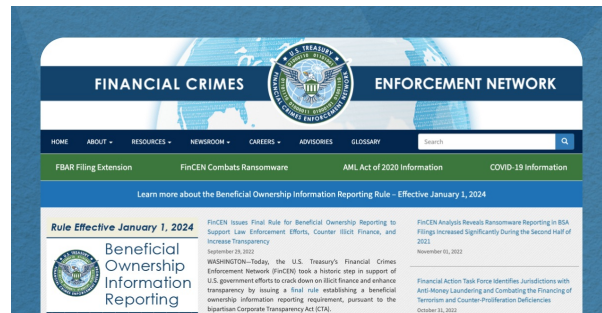 FINANCIAL CRIMES
ENFORCEMENT NETWORK
U.S. TREASURY
FINANCIAL CRIMES ENFORCEMENT NETWORK
HOME ABOUT RESOURCES NEWSROOM CAREERS ADVISORIES GLOSSARY Search
FBAR Filing Extension FinCEN Combats Ransomware AML Act of 2020 Information COVID-19 Information
Learn more about the Beneficial Ownership Information Reporting Rule – Effective January 1, 2024
Rule Effective January 1, 2024
Beneficial
Ownership
Information
Reporting
FinCEN Issues Final Rule for Beneficial Ownership Reporting to
Support Law Enforcement Efforts, Counter Illicit Finance, and
Increase Transparency
September 29, 2022
WASHINGTON—Today, the U.S. Treasury's Financial Crimes
Enforcement Network (FinCEN) took a historic step in support of
U.S. government efforts to crack down on illicit finance and enhance
transparency by issuing a final rule establishing a beneficial
ownership information reporting requirement, pursuant to the
bipartisan Corporate Transparency Act (CTA).
FinCEN Analysis Reveals Ransomware Reporting in BSA
Filings Increased Significantly During the Second Half of
2021
November 01, 2022
Financial Action Task Force Identifies Jurisdictions with
Anti-Money Laundering and Combating the Financing of
Terrorism and Counter-Proliferation Deficiencies
October 31, 2022